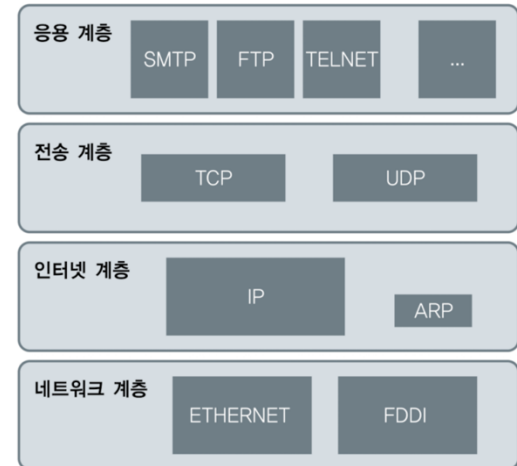 응용 계층
SMTP FTP TELNET ...
전송 계층
TCP UDP
인터넷 계층
IP
ARP
네트워크 계층
ETHERNET FDDI